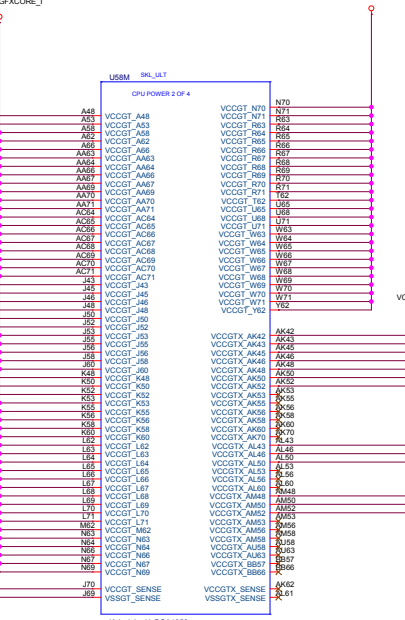 GFXCORE_T
U58M SKL_ULT
CPU POWER 2 OF 4
A48 VCCGT_A48
A53 VCCGT_A53
A58 VCCGT_A58
A62 VCCGT_A62
A66 VCCGT_A66
AA63 VCCGT_AA63
AA64 VCCGT_AA64
AA66 VCCGT_AA66
AA67 VCCGT_AA67
AA69 VCCGT_AA69
AA70 VCCGT_AA70
AA71 VCCGT_AA71
AC64 VCCGT_AC64
AC65 VCCGT_AC65
AC66 VCCGT_AC66
AC67 VCCGT_AC67
AC68 VCCGT_AC68
AC69 VCCGT_AC69
AC70 VCCGT_AC70
AC71 VCCGT_AC71
J43 VCCGT_J43
J45 VCCGT_J45
J46 VCCGT_J46
J48 VCCGT_J48
J50 VCCGT_J50
J52 VCCGT_J52
J53 VCCGT_J53
J55 VCCGT_J55
J56 VCCGT_J56
J58 VCCGT_J58
J60 VCCGT_J60
K48 VCCGT_K48
K50 VCCGT_K50
K52 VCCGT_K52
K53 VCCGT_K53
K55 VCCGT_K55
K56 VCCGT_K56
K58 VCCGT_K58
K60 VCCGT_K60
L62 VCCGT_L62
L63 VCCGT_L63
L64 VCCGT_L64
L65 VCCGT_L65
L66 VCCGT_L66
L67 VCCGT_L67
L68 VCCGT_L68
L69 VCCGT_L69
L70 VCCGT_L70
L71 VCCGT_L71
M62 VCCGT_M62
N63 VCCGT_N63
N64 VCCGT_N64
N66 VCCGT_N66
N67 VCCGT_N67
N69 VCCGT_N69
J70 VCCGT_SENSE
J69 VSSGT_SENSE
VCCGT_N70 N70
VCCGT_N71 N71
VCCGT_R63 R63
VCCGT_R64 R64
VCCGT_R65 R65
VCCGT_R66 R66
VCCGT_R67 R67
VCCGT_R68 R68
VCCGT_R69 R69
VCCGT_R70 R70
VCCGT_R71 R71
VCCGT_T62 T62
VCCGT_U65 U65
VCCGT_U68 U68
VCCGT_U71 U71
VCCGT_W63 W63
VCCGT_W64 W64
VCCGT_W65 W65
VCCGT_W66 W66
VCCGT_W67 W67
VCCGT_W68 W68
VCCGT_W69 W69
VCCGT_W70 W70
VCCGT_W71 W71
VCCGT_Y62 Y62
VCCGTX_AK42 AK42
VCCGTX_AK43 AK43
VCCGTX_AK45 AK45
VCCGTX_AK46 AK46
VCCGTX_AK48 AK48
VCCGTX_AK50 AK50
VCCGTX_AK52 AK52
VCCGTX_AK53 AK53
VCCGTX_AK55 AK55
VCCGTX_AK56 AK56
VCCGTX_AK58 AK58
VCCGTX_AK60 AK60
VCCGTX_AK70 AK70
VCCGTX_AL43 AL43
VCCGTX_AL46 AL46
VCCGTX_AL50 AL50
VCCGTX_AL53 AL53
VCCGTX_AL56 AL56
VCCGTX_AL60 AL60
VCCGTX_AM48 AM48
VCCGTX_AM50 AM50
VCCGTX_AM52 AM52
VCCGTX_AM53 AM53
VCCGTX_AM56 AM56
VCCGTX_AM58 AM58
VCCGTX_AU58 AU58
VCCGTX_AU63 AU63
VCCGTX_BB57 BB57
VCCGTX_BB66 BB66
VCCGTX_SENSE AK62
VSSGTX_SENSE AL61
VC